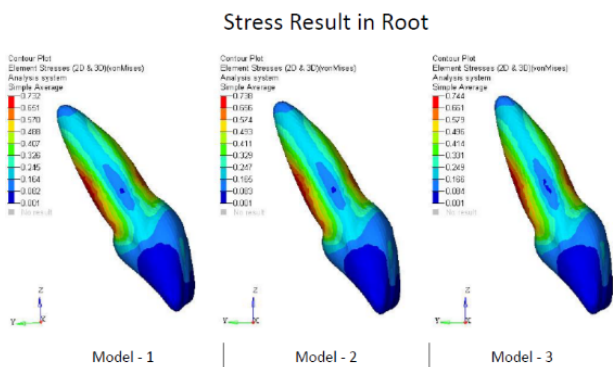 Stress Result in Root
Contour Plot
Element Stresses (2D & 3D)(vonMises)
Analysis system
Simple Average
0.732
0.651
0.570
0.488
0.407
0.326
0.245
0.164
0.082
0.001
No result
Z
Y
X
Model - 1
Contour Plot
Element Stresses (2D & 3D)(vonMises)
Analysis system
Simple Average
0.738
0.656
0.574
0.493
0.411
0.329
0.247
0.165
0.083
0.001
No result
Z
Y
X
Model - 2
Contour Plot
Element Stresses (2D & 3D)(vonMises)
Analysis system
Simple Average
0.744
0.661
0.579
0.496
0.414
0.331
0.249
0.166
0.084
0.001
No result
Z
Y
X
Model - 3